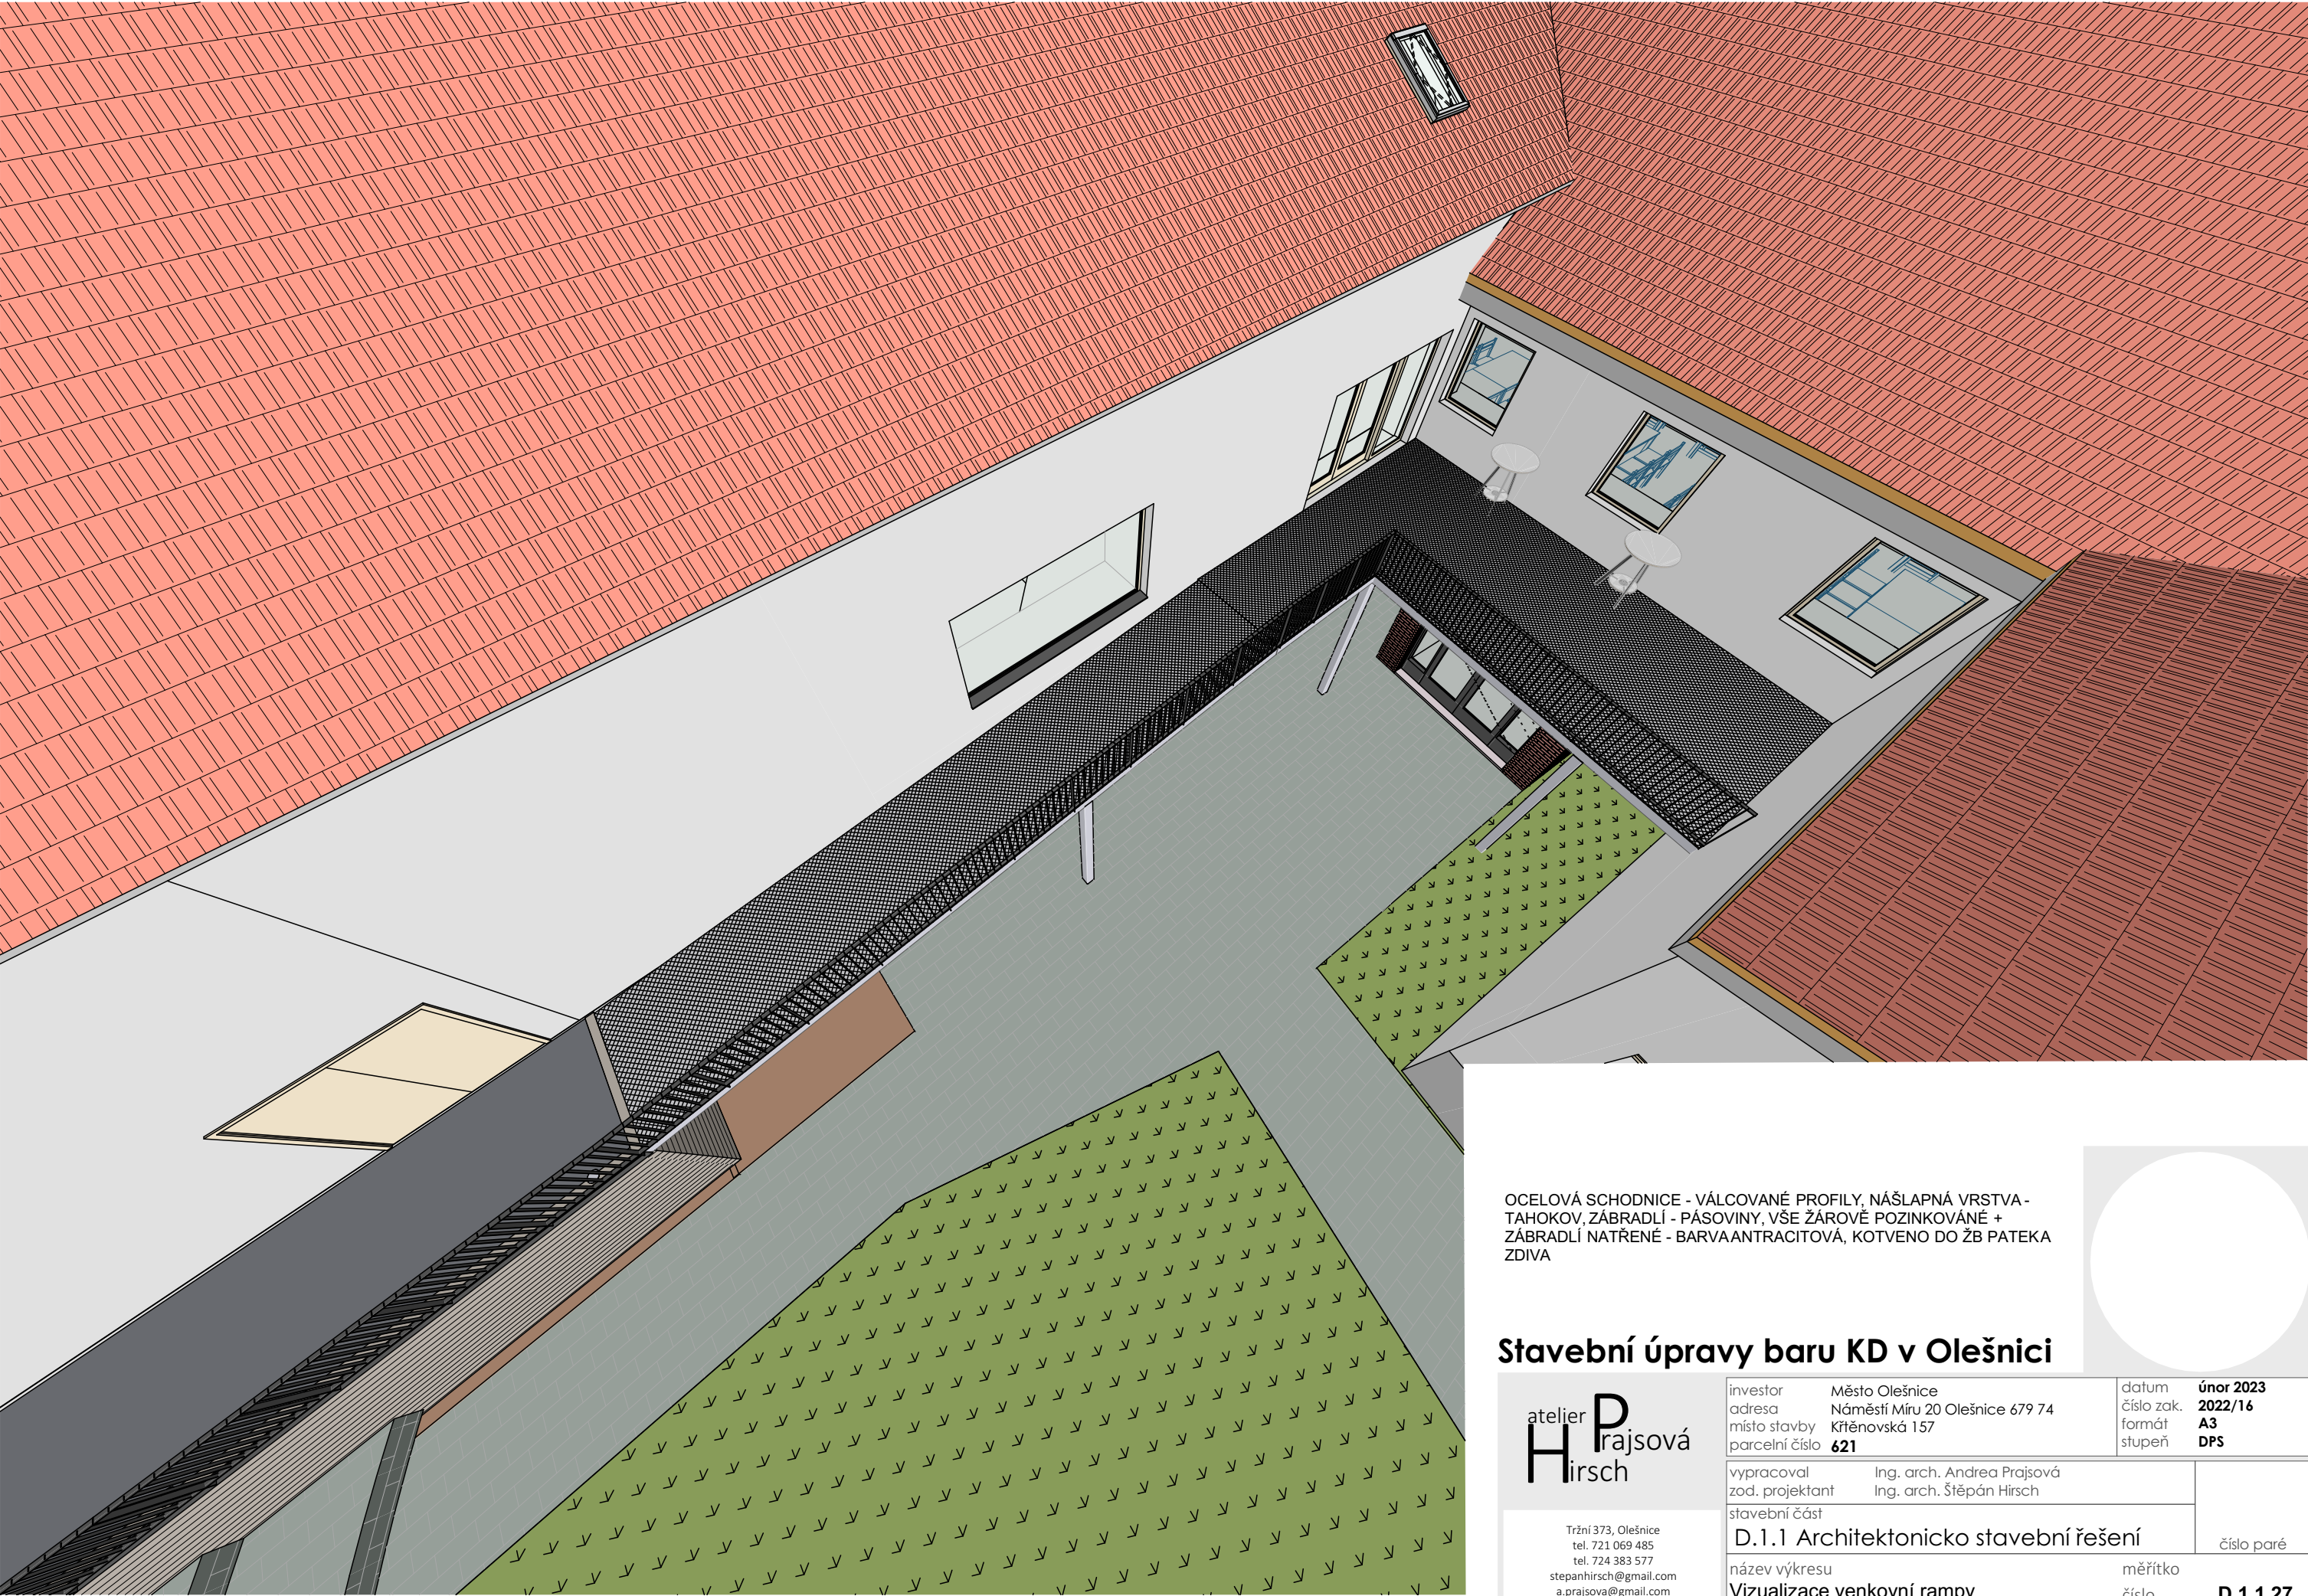 OCELOVÁ SCHODNICE - VÁLCOVANÉ PROFILY, NÁŠLAPNÁ VRSTVA -
TAHOKOV, ZÁBRADLÍ - PÁSOVINY, VŠE ŽÁROVĚ POZINKOVÁNÉ +
ZÁBRADLÍ NATŘENÉ - BARVA ANTRACITOVÁ, KOTVENO DO ŽB PATEK A
ZDIVA
Stavební úpravy baru KD v Olešnici
atelier
Prajsová
Hirsch
investor Město Olešnice
adresa Náměstí Míru 20 Olešnice 679 74
místo stavby Křtěnovská 157
parcelní číslo 621
datum únor 2023
číslo zak. 2022/16
formát A3
stupeň DPS
vypracoval Ing. arch. Andrea Prajsová
zod. projektant Ing. arch. Štěpán Hirsch
stavební část
D.1.1 Architektonicko stavební řešení
číslo paré
Tržní 373, Olešnice
tel. 721 069 485
tel. 724 383 577
stepanhirsch@gmail.com
a.prajsova@gmail.com
název výkresu
Vizualizace venkovní rampy
měřítko
číslo D.1.1.27